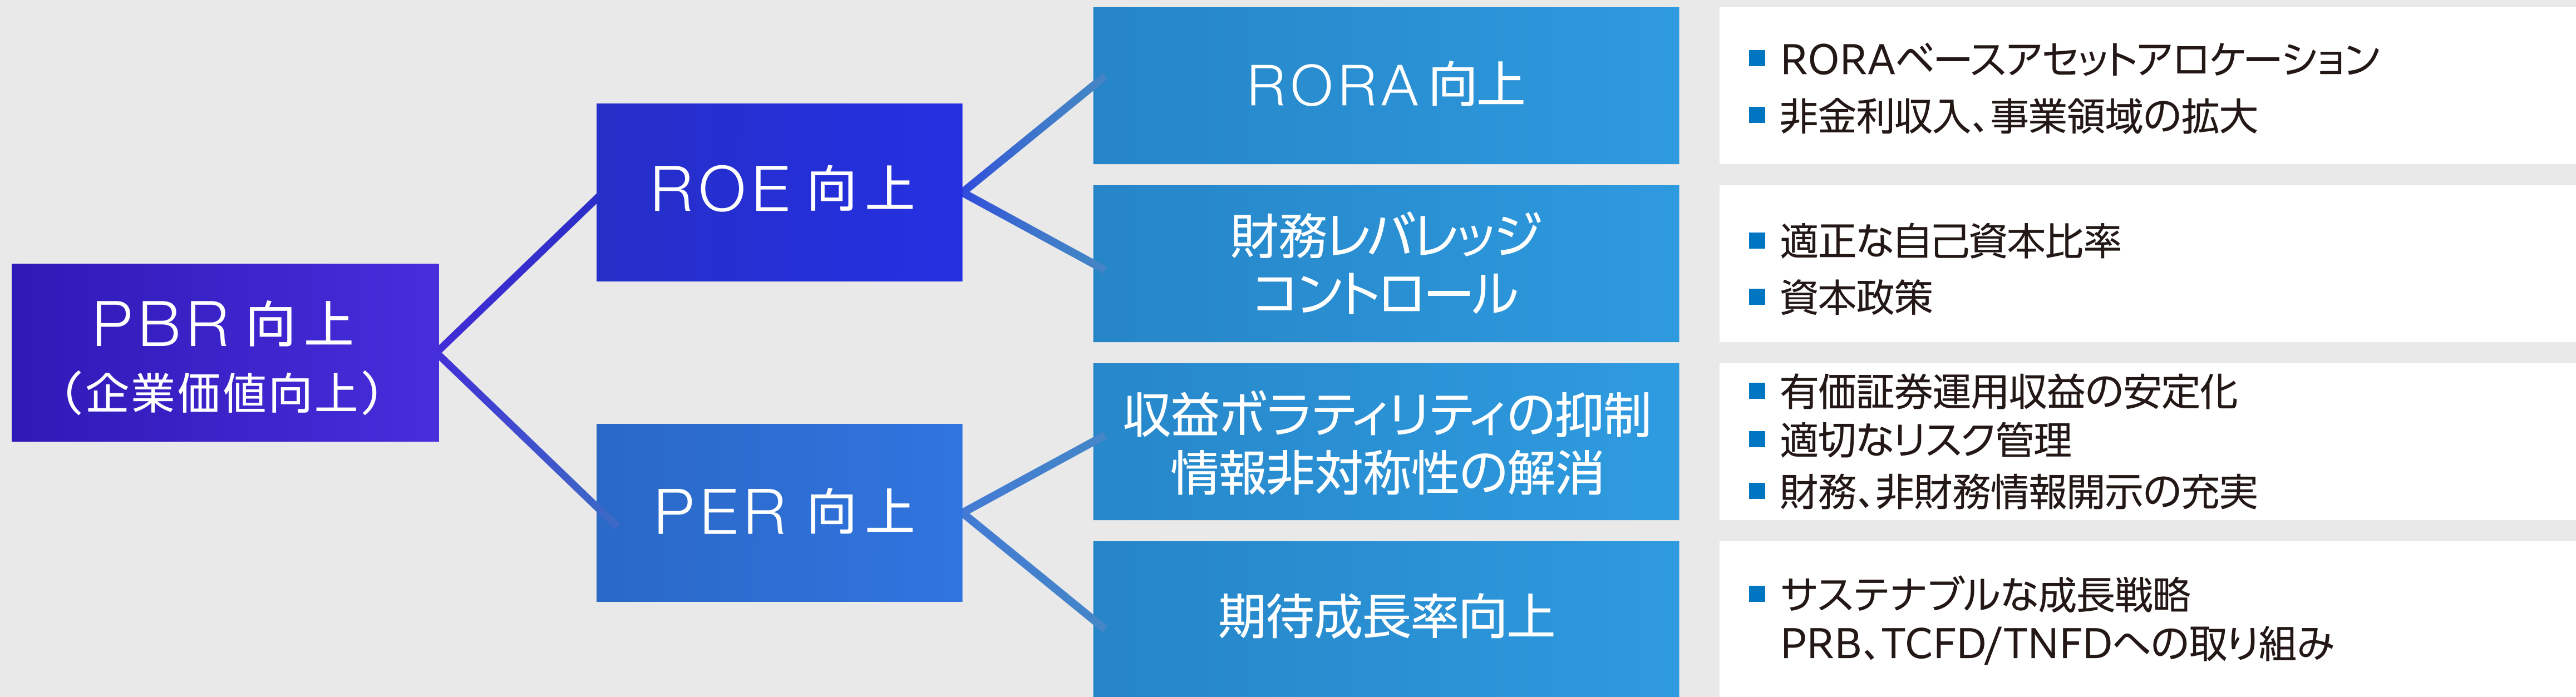 PBR 向上
（企業価値向上）
ROE 向上
PER 向上
RORA 向上
財務レバレッジ
コントロール
収益ボラティリティの抑制
情報非対称性の解消
期待成長率向上
■ RORAベースアセットアロケーション
■ 非金利収入、事業領域の拡大
■ 適正な自己資本比率
■ 資本政策
■ 有価証券運用収益の安定化
■ 適切なリスク管理
■ 財務、非財務情報開示の充実
■ サステナブルな成長戦略
PRB、TCFD/TNFDへの取り組み